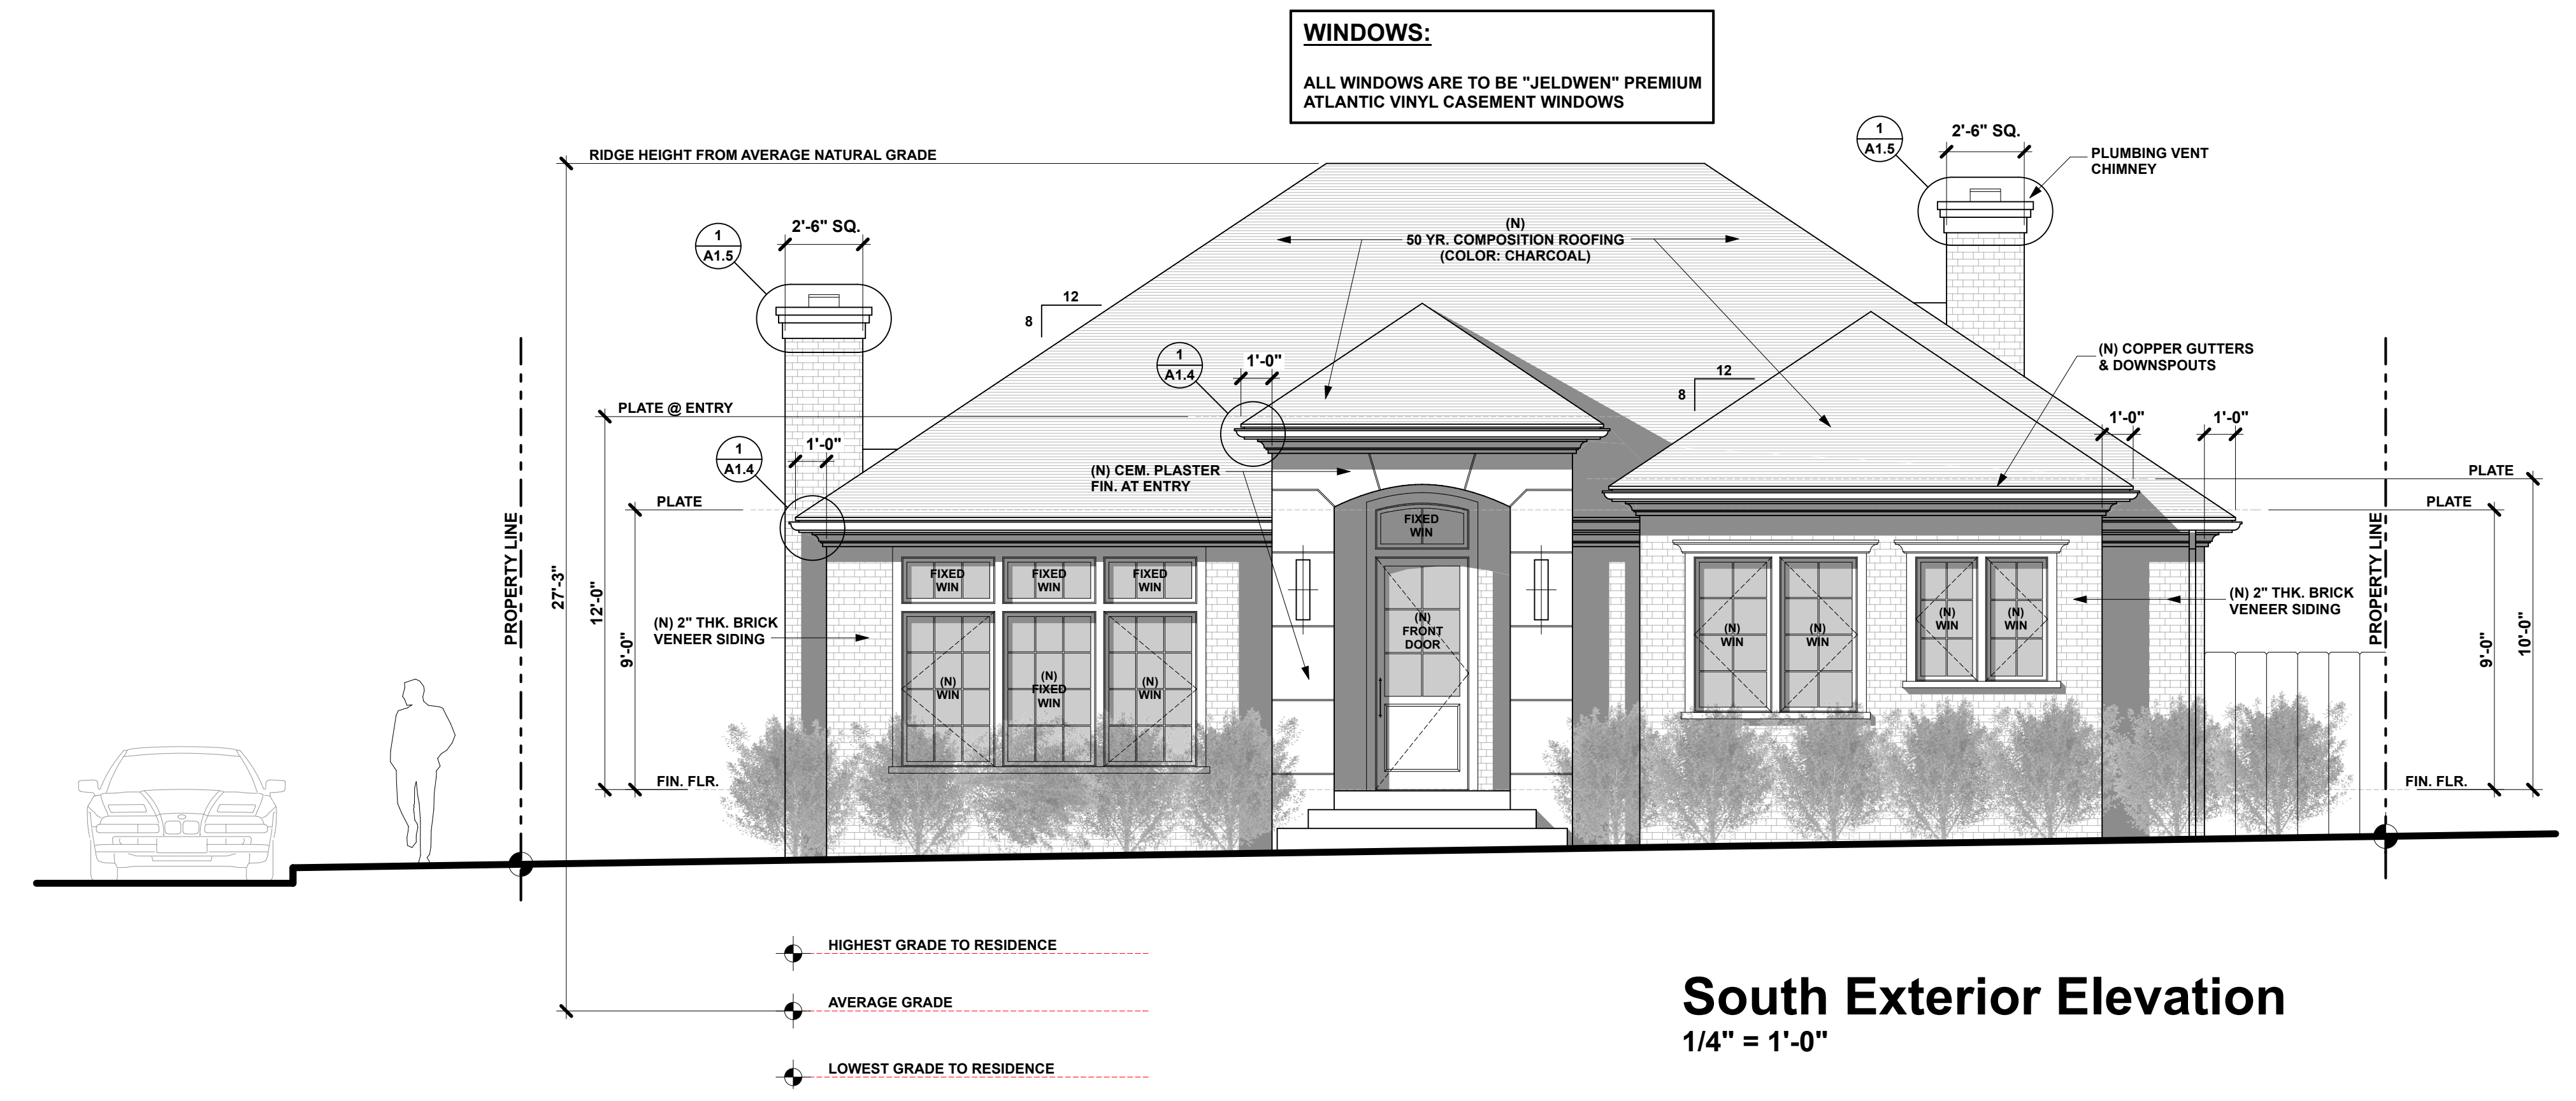 WINDOWS:
ALL WINDOWS ARE TO BE "JELDWEN" PREMIUM
ATLANTIC VINYL CASEMENT WINDOWS
RIDGE HEIGHT FROM AVERAGE NATURAL GRADE
1
A1.5
2'-6" SQ.
PLUMBING VENT
CHIMNEY
1
A1.5
2'-6" SQ.
(N)
50 YR. COMPOSITION ROOFING
(COLOR: CHARCOAL)
12
8
12
8
1
A1.4
1'-0"
(N) COPPER GUTTERS
& DOWNSPOUTS
PLATE @ ENTRY
1'-0"
1'-0"
1
A1.4
1'-0"
(N) CEM. PLASTER
FIN. AT ENTRY
PLATE
PLATE
PLATE
PROPERTY LINE
27'-3"
12'-0"
9'-0"
FIXED
WIN
FIXED
WIN
FIXED
WIN
FIXED
WIN
(N) 2" THK. BRICK
VENEER SIDING
(N)
WIN
(N)
FIXED
WIN
(N)
WIN
(N)
FRONT
DOOR
(N)
WIN
(N)
WIN
(N)
WIN
(N)
WIN
(N) 2" THK. BRICK
VENEER SIDING
PROPERTY LINE
9'-0"
10'-0"
FIN. FLR.
FIN. FLR.
HIGHEST GRADE TO RESIDENCE
AVERAGE GRADE
LOWEST GRADE TO RESIDENCE
South Exterior Elevation
1/4" = 1'-0"